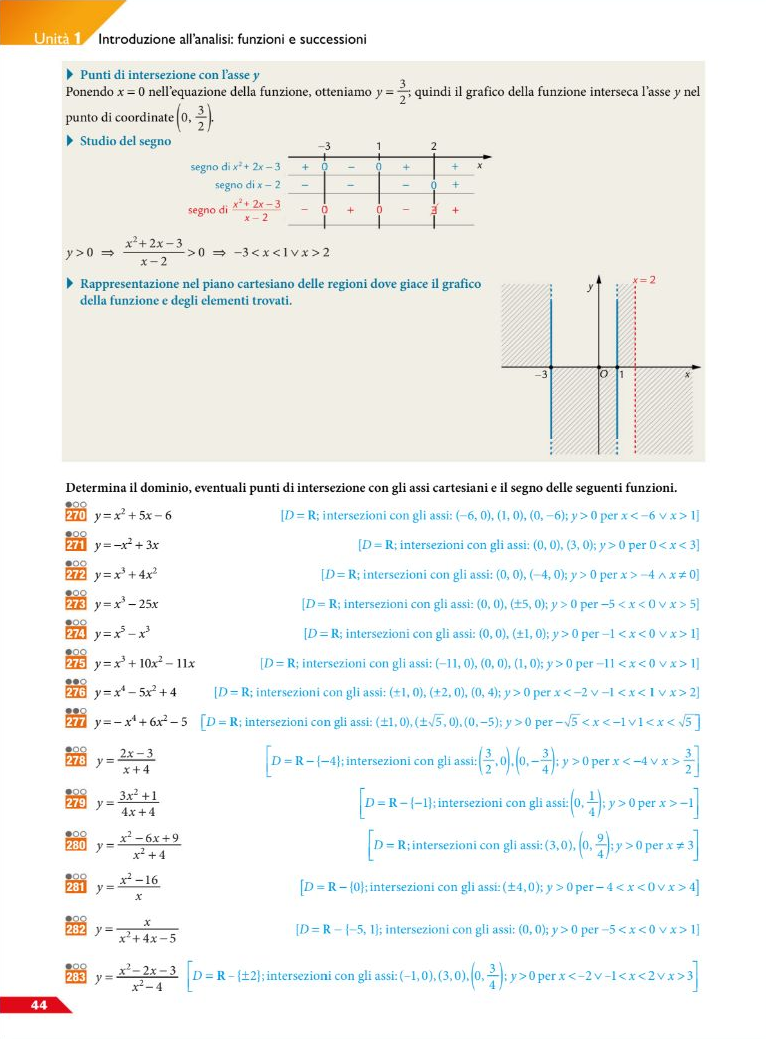 Unità 1 Introduzione all'analisi: funzioni e successioni
Punti di intersezione con l'asse y
Ponendo x = 0 nell'equazione della funzione, otteniamo y = 3/2; quindi il grafico della funzione interseca l'asse y nel
punto di coordinate (0, 3/2).
Studio del segno
-3 1 2
segno di x² + 2x – 3 + 0 – 0 + + x
segno di x – 2 – – – 0 +
segno di (x² + 2x – 3)/(x – 2) – 0 + 0 – ∄ +
y > 0 ⇒ (x² + 2x – 3)/(x – 2) > 0 ⇒ –3 < x < 1 ∨ x > 2
Rappresentazione nel piano cartesiano delle regioni dove giace il grafico
della funzione e degli elementi trovati.
y x = 2
–3 O 1 x
Determina il dominio, eventuali punti di intersezione con gli assi cartesiani e il segno delle seguenti funzioni.
270 y = x² + 5x – 6 [D = R; intersezioni con gli assi: (–6, 0), (1, 0), (0, –6); y > 0 per x < –6 ∨ x > 1]
271 y = –x² + 3x [D = R; intersezioni con gli assi: (0, 0), (3, 0); y > 0 per 0 < x < 3]
272 y = x³ + 4x² [D = R; intersezioni con gli assi: (0, 0), (–4, 0); y > 0 per x > –4 ∧ x ≠ 0]
273 y = x³ – 25x [D = R; intersezioni con gli assi: (0, 0), (±5, 0); y > 0 per –5 < x < 0 ∨ x > 5]
274 y = x⁵ – x³ [D = R; intersezioni con gli assi: (0, 0), (±1, 0); y > 0 per –1 < x < 0 ∨ x > 1]
275 y = x³ + 10x² – 11x [D = R; intersezioni con gli assi: (–11, 0), (0, 0), (1, 0); y > 0 per –11 < x < 0 ∨ x > 1]
276 y = x⁴ – 5x² + 4 [D = R; intersezioni con gli assi: (±1, 0), (±2, 0), (0, 4); y > 0 per x < –2 ∨ –1 < x < 1 ∨ x > 2]
277 y = – x⁴ + 6x² – 5 [D = R; intersezioni con gli assi: (±1, 0), (±√5, 0), (0, –5); y > 0 per –√5 < x < –1 ∨ 1 < x < √5]
278 y = (2x – 3)/(x + 4) [D = R – {–4}; intersezioni con gli assi: (3/2, 0), (0, –3/4); y > 0 per x < –4 ∨ x > 3/2]
279 y = (3x² + 1)/(4x + 4) [D = R – {–1}; intersezioni con gli assi: (0, 1/4); y > 0 per x > –1]
280 y = (x² – 6x + 9)/(x² + 4) [D = R; intersezioni con gli assi: (3, 0), (0, 9/4); y > 0 per x ≠ 3]
281 y = (x² – 16)/x [D = R – {0}; intersezioni con gli assi: (±4, 0); y > 0 per – 4 < x < 0 ∨ x > 4]
282 y = x/(x² + 4x – 5) [D = R – {–5, 1}; intersezioni con gli assi: (0, 0); y > 0 per –5 < x < 0 ∨ x > 1]
283 y = (x² – 2x – 3)/(x² – 4) [D = R – {±2}; intersezioni con gli assi: (–1, 0), (3, 0), (0, 3/4); y > 0 per x < –2 ∨ –1 < x < 2 ∨ x > 3]
44